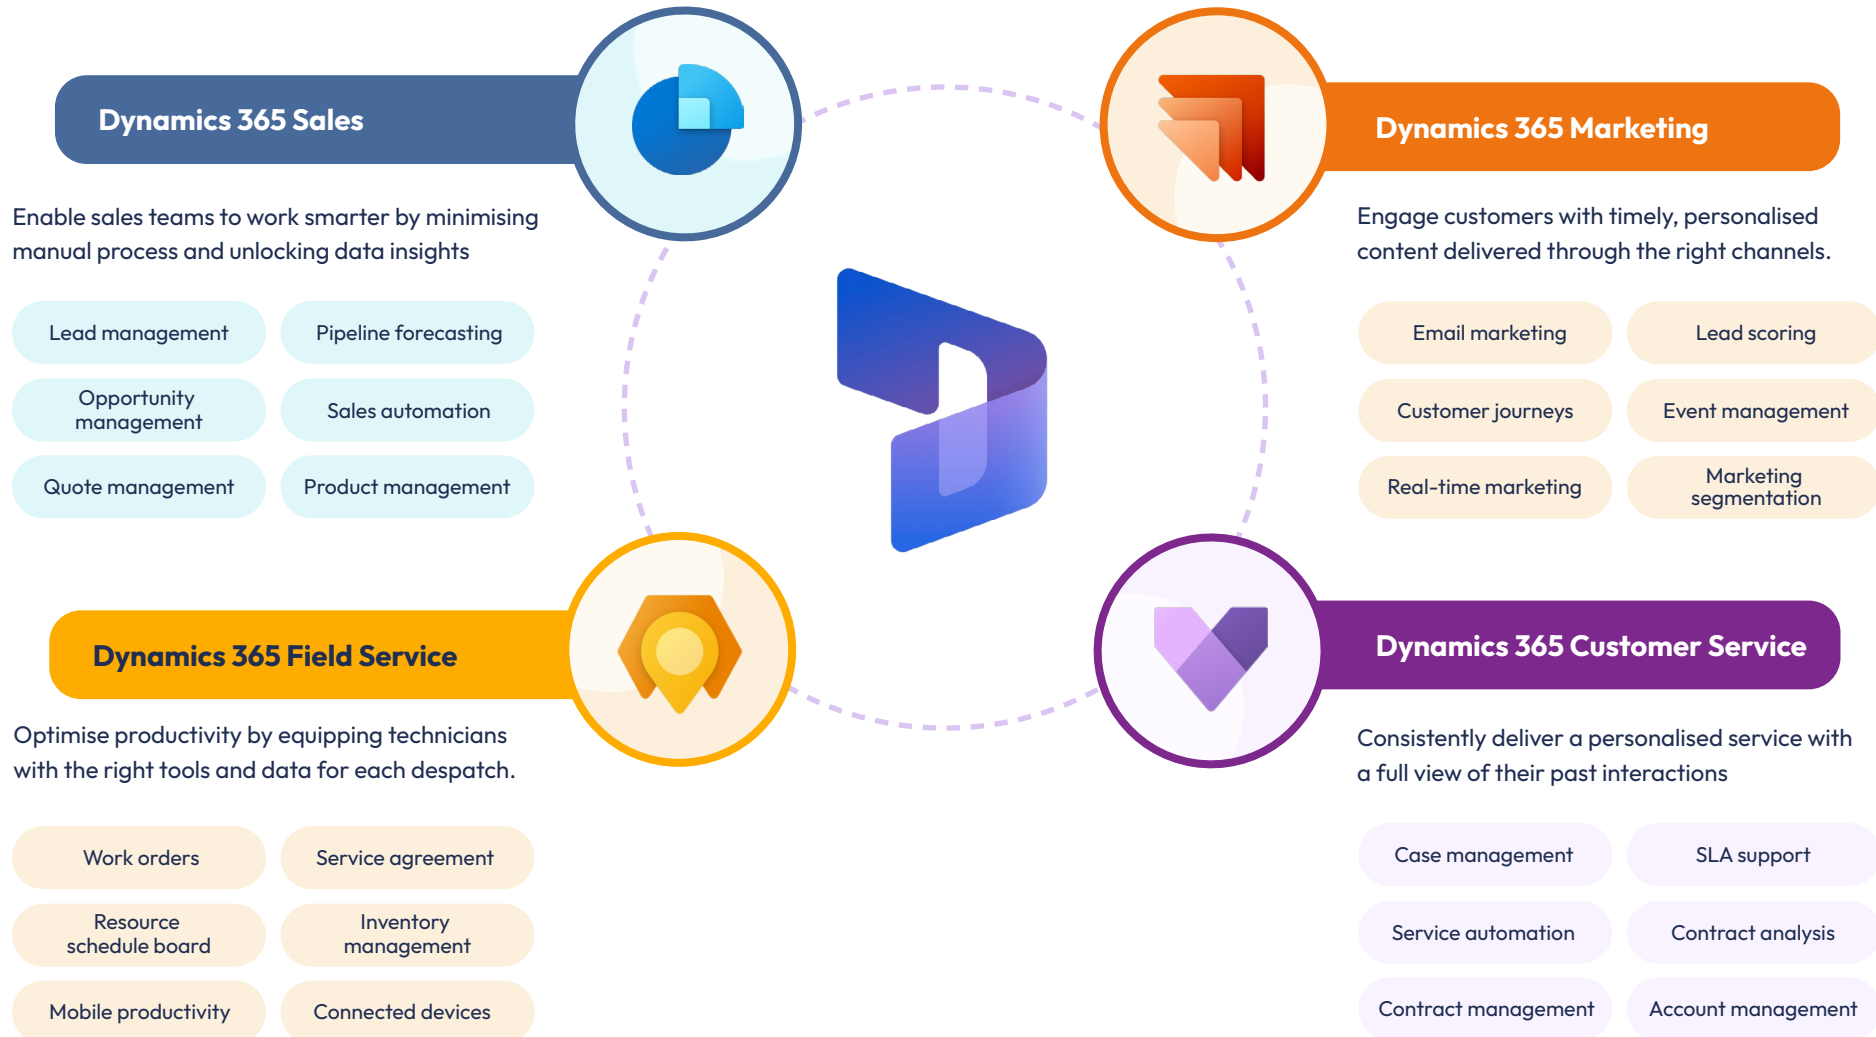 Dynamics 365 Sales
Enable sales teams to work smarter by minimising
manual process and unlocking data insights
Lead management
Pipeline forecasting
Opportunity
management
Sales automation
Quote management
Product management
Dynamics 365 Marketing
Engage customers with timely, personalised
content delivered through the right channels.
Email marketing
Lead scoring
Customer journeys
Event management
Real-time marketing
Marketing
segmentation
Dynamics 365 Field Service
Optimise productivity by equipping technicians
with the right tools and data for each despatch.
Work orders
Service agreement
Resource
schedule board
Inventory
management
Mobile productivity
Connected devices
Dynamics 365 Customer Service
Consistently deliver a personalised service with
a full view of their past interactions
Case management
SLA support
Service automation
Contract analysis
Contract management
Account management